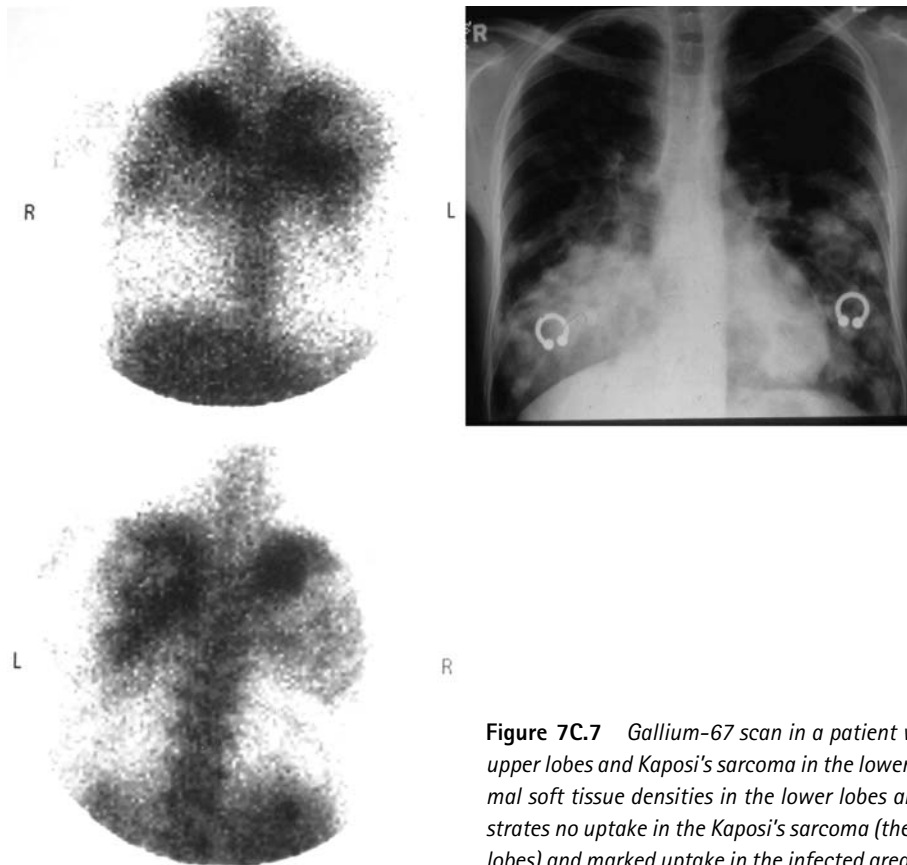 R
L
R
L
L
R
Figure 7C.7 Gallium-67 scan in a patient
upper lobes and Kaposi's sarcoma in the lower
mal soft tissue densities in the lower lobes
strates no uptake in the Kaposi's sarcoma (the
lobes) and marked uptake in the infected